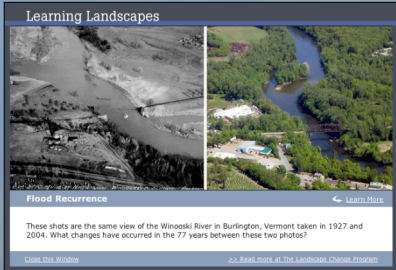 Learning Landscapes
Flood Recurrence
Learn More
These shots are the same view of the Winooski River in Burlington, Vermont taken in 1927 and
2004. What changes have occurred in the 77 years between these two photos?
Close this Window
>> Read more at The Landscape Change Program